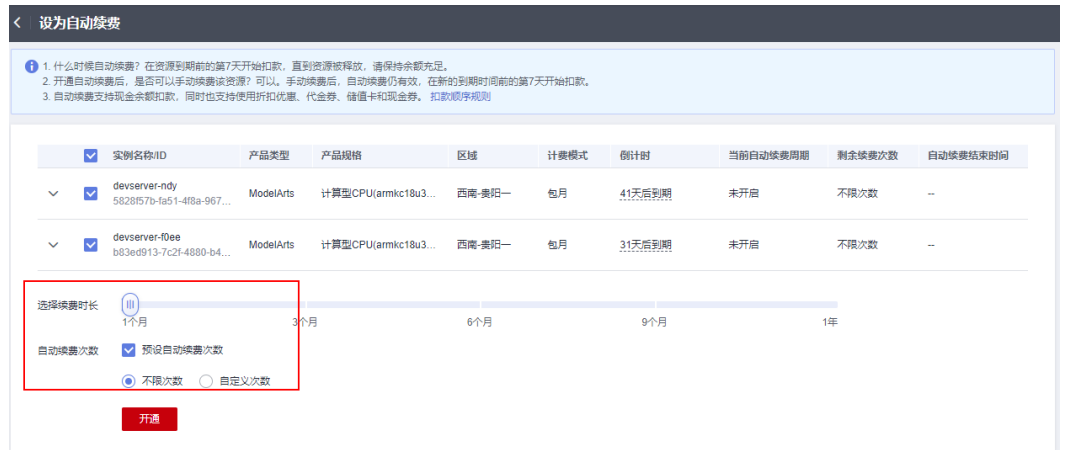 设为自动续费
1. 什么时候自动续费？在资源到期前的第7天开始扣款，直到资源被释放，请保持余额充足。
2. 开通自动续费后，是否可以手动续费该资源？可以。手动续费后，自动续费仍有效，在新的到期时间前的第7天开始扣款。
3. 自动续费支持现金余额扣款，同时也支持使用折扣优惠、代金券、储值卡和现金券。 扣款顺序规则
实例名称/ID 产品类型 产品规格 区域 计费模式 倒计时 当前自动续费周期 剩余续费次数 自动续费结束时间
devserver-ndy
5828f57b-fa51-4f8a-967... ModelArts 计算型CPU(armkc18u3... 西南-贵阳一 包月 41天后到期 未开启 不限次数 --
devserver-f0ee
b83ed913-7c2f-4880-b4... ModelArts 计算型CPU(armkc18u3... 西南-贵阳一 包月 31天后到期 未开启 不限次数 --
选择续费时长
1个月 3个月 6个月 9个月 1年
自动续费次数 预设自动续费次数
不限次数 自定义次数
开通